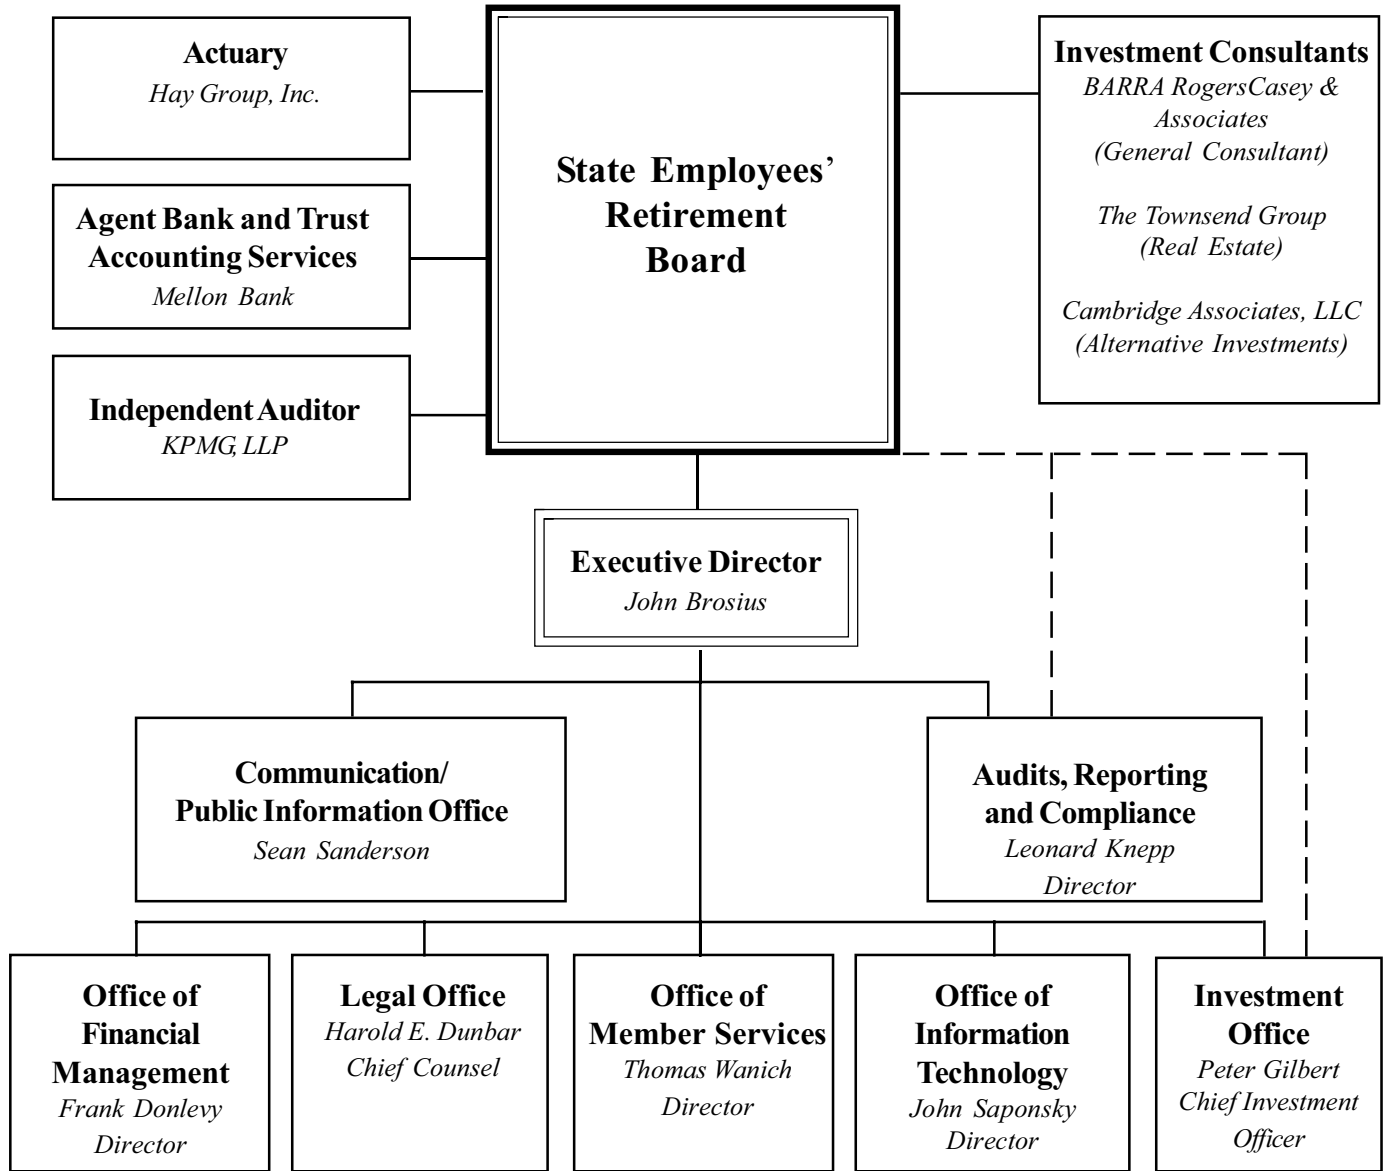 Actuary
Hay Group, Inc.
Agent Bank and Trust
Accounting Services
Mellon Bank
Independent Auditor
KPMG, LLP
State Employees’
Retirement
Board
Investment Consultants
BARRA RogersCasey &
Associates
(General Consultant)
The Townsend Group
(Real Estate)
Cambridge Associates, LLC
(Alternative Investments)
Executive Director
John Brosius
Communication/
Public Information Office
Sean Sanderson
Audits, Reporting
and Compliance
Leonard Knepp
Director
Office of
Financial
Management
Frank Donlevy
Director
Legal Office
Harold E. Dunbar
Chief Counsel
Office of
Member Services
Thomas Wanich
Director
Office of
Information
Technology
John Saponsky
Director
Investment
Office
Peter Gilbert
Chief Investment
Officer